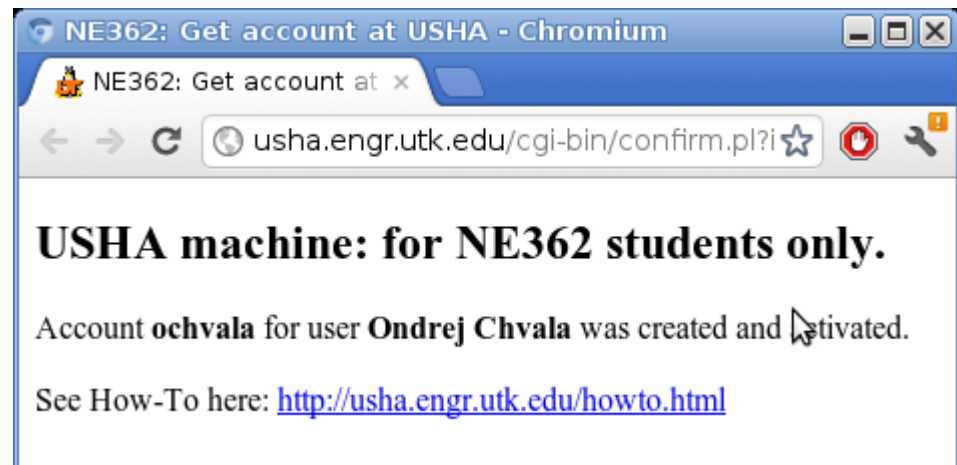 NE362: Get account at USHA - Chromium
NE362: Get account at
usha.engr.utk.edu/cgi-bin/confirm.pl?i
USHA machine: for NE362 students only.
Account ochvala for user Ondrej Chvala was created and activated.
See How-To here: http://usha.engr.utk.edu/howto.html